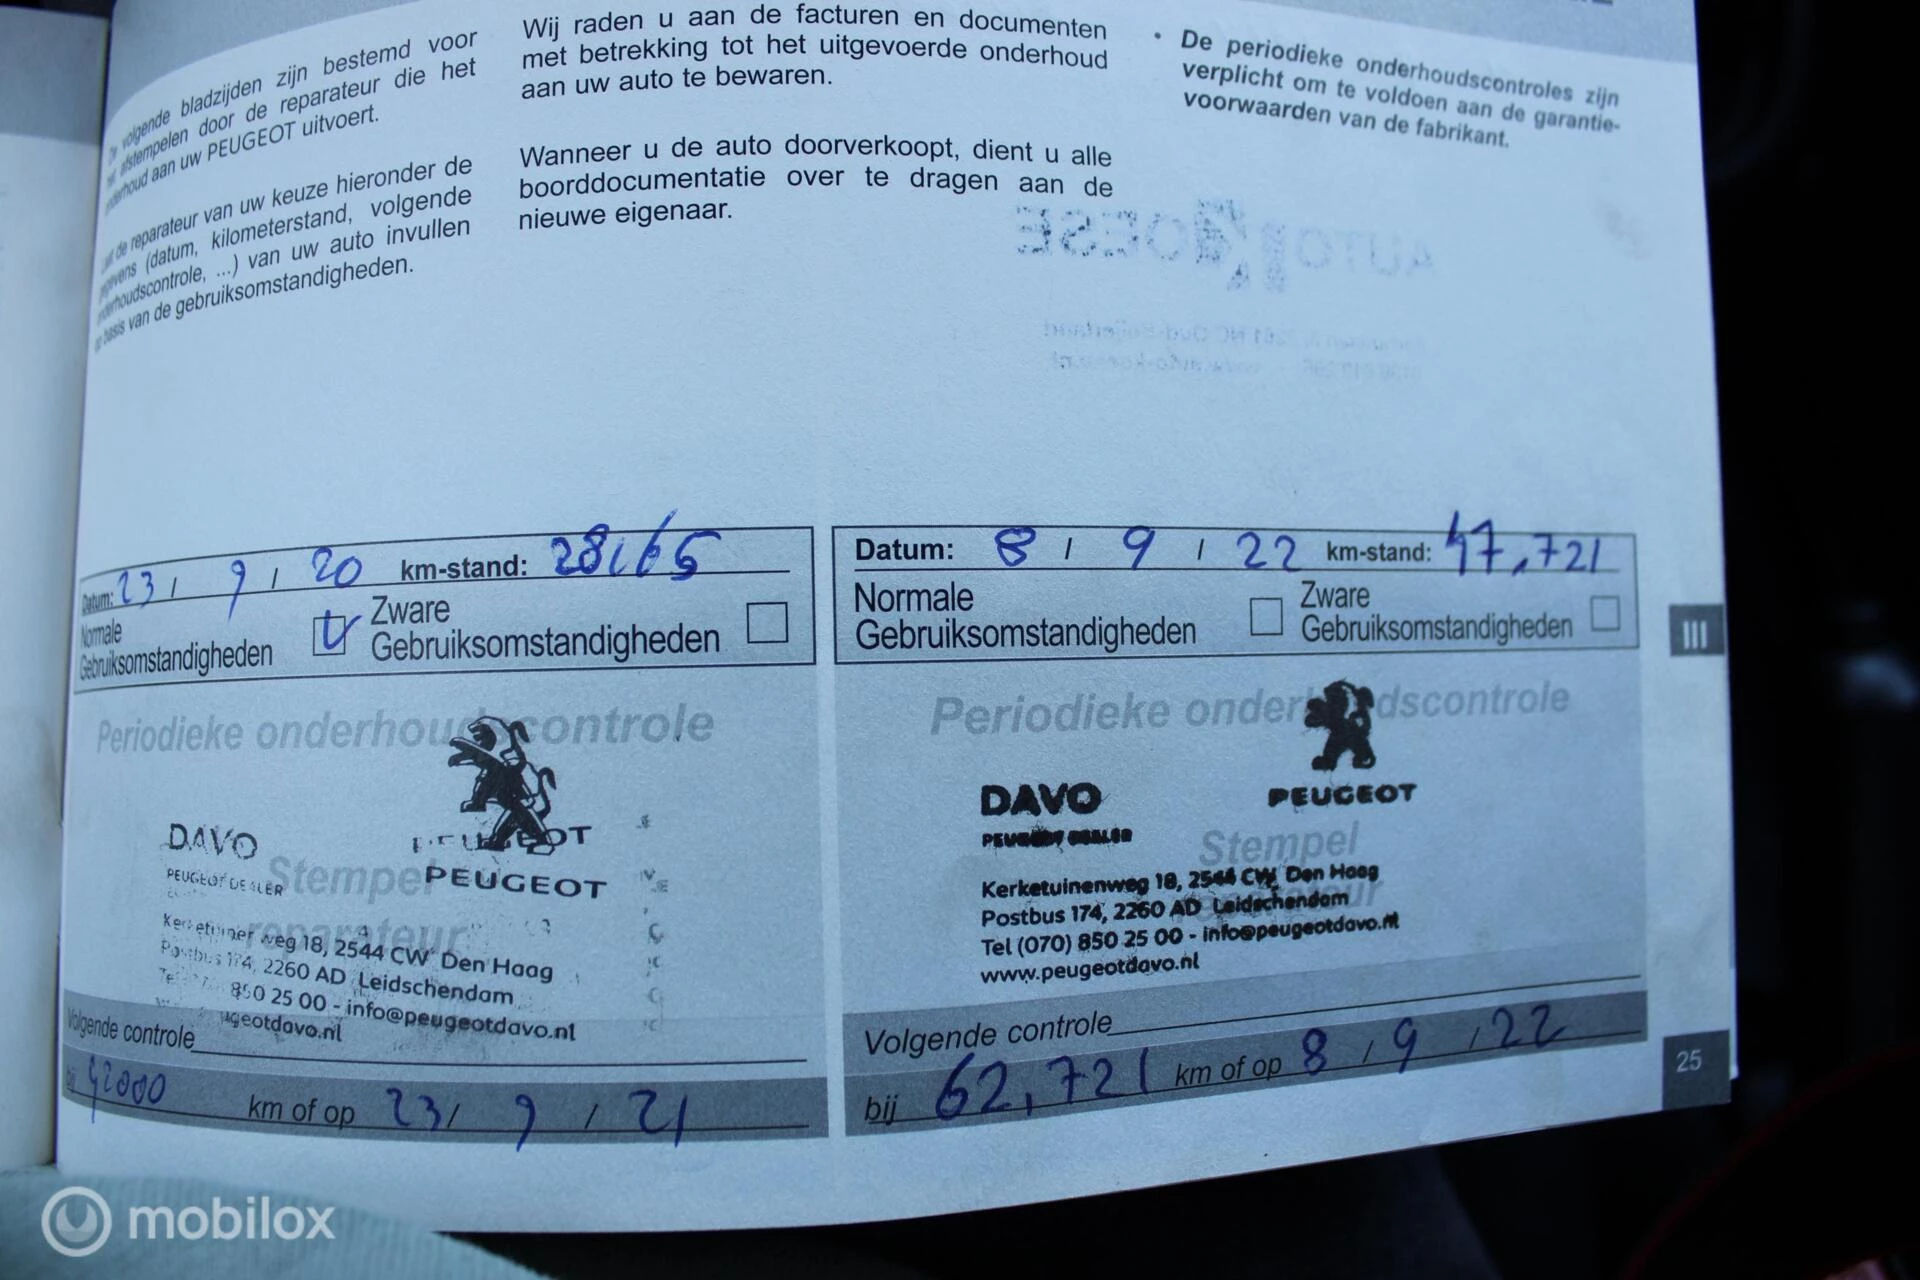 De volgende bladzijden zijn bestemd voor
het afstempelen door de reparateur die het
onderhoud aan uw PEUGEOT uitvoert.
Laat de reparateur van uw keuze hieronder de
gegevens (datum, kilometerstand, volgende
onderhoudscontrole, ...) van uw auto invullen
op basis van de gebruiksomstandigheden.
Wij raden u aan de facturen en documenten
met betrekking tot het uitgevoerde onderhoud
aan uw auto te bewaren.
Wanneer u de auto doorverkoopt, dient u alle
boorddocumentatie over te dragen aan de
nieuwe eigenaar.
• De periodieke onderhoudscontroles zijn
verplicht om te voldoen aan de garantie-
voorwaarden van de fabrikant.
AUTO KOESE
Datum: 23 / 9 / 20 km-stand: 28165
Normale
Gebruiksomstandigheden
Zware
Gebruiksomstandigheden
Periodieke onderhoudscontrole
PEUGEOT
DAVO
PEUGEOT
PEUGEOT DEALER
Stempel
reparateur
Kerketuinenweg 18, 2544 CW Den Haag
Postbus 174, 2260 AD Leidschendam
850 25 00 - info@peugeotdavo.nl
ugeotdavo.nl
Volgende controle
bij 42000 km of op 23 / 9 / 21
Datum: 8 / 9 / 22 km-stand: 47,721
Normale
Gebruiksomstandigheden
Zware
Gebruiksomstandigheden
Periodieke onderhoudscontrole
DAVO
PEUGEOT
PEUGEOT DEALER
Stempel
reparateur
Kerketuinenweg 18, 2544 CW Den Haag
Postbus 174, 2260 AD Leidschendam
Tel (070) 850 25 00 - info@peugeotdavo.nl
www.peugeotdavo.nl
Volgende controle
bij 62,721 km of op 8 / 9 / 22
III
25
mobilox